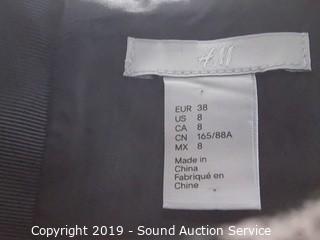 H&M
EUR 38
US 8
CA 8
CN 165/88A
MX 8
Made in
China
Fabriqué en
Chine
Copyright 2019 - Sound Auction Service